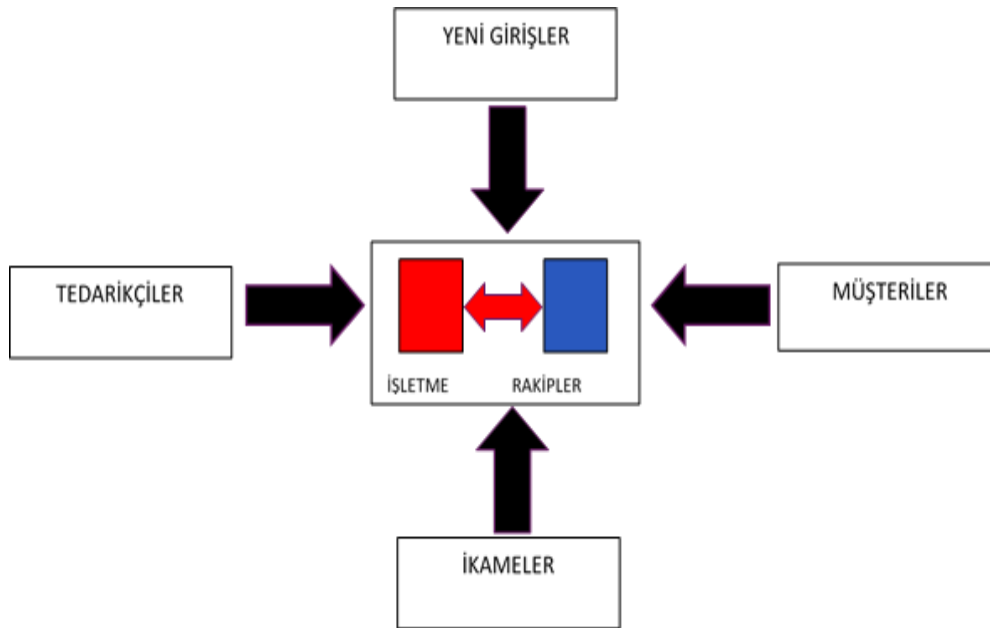 YENİ GİRİŞLER
TEDARİKÇİLER
MÜŞTERİLER
İŞLETME
RAKİPLER
İKAMELER